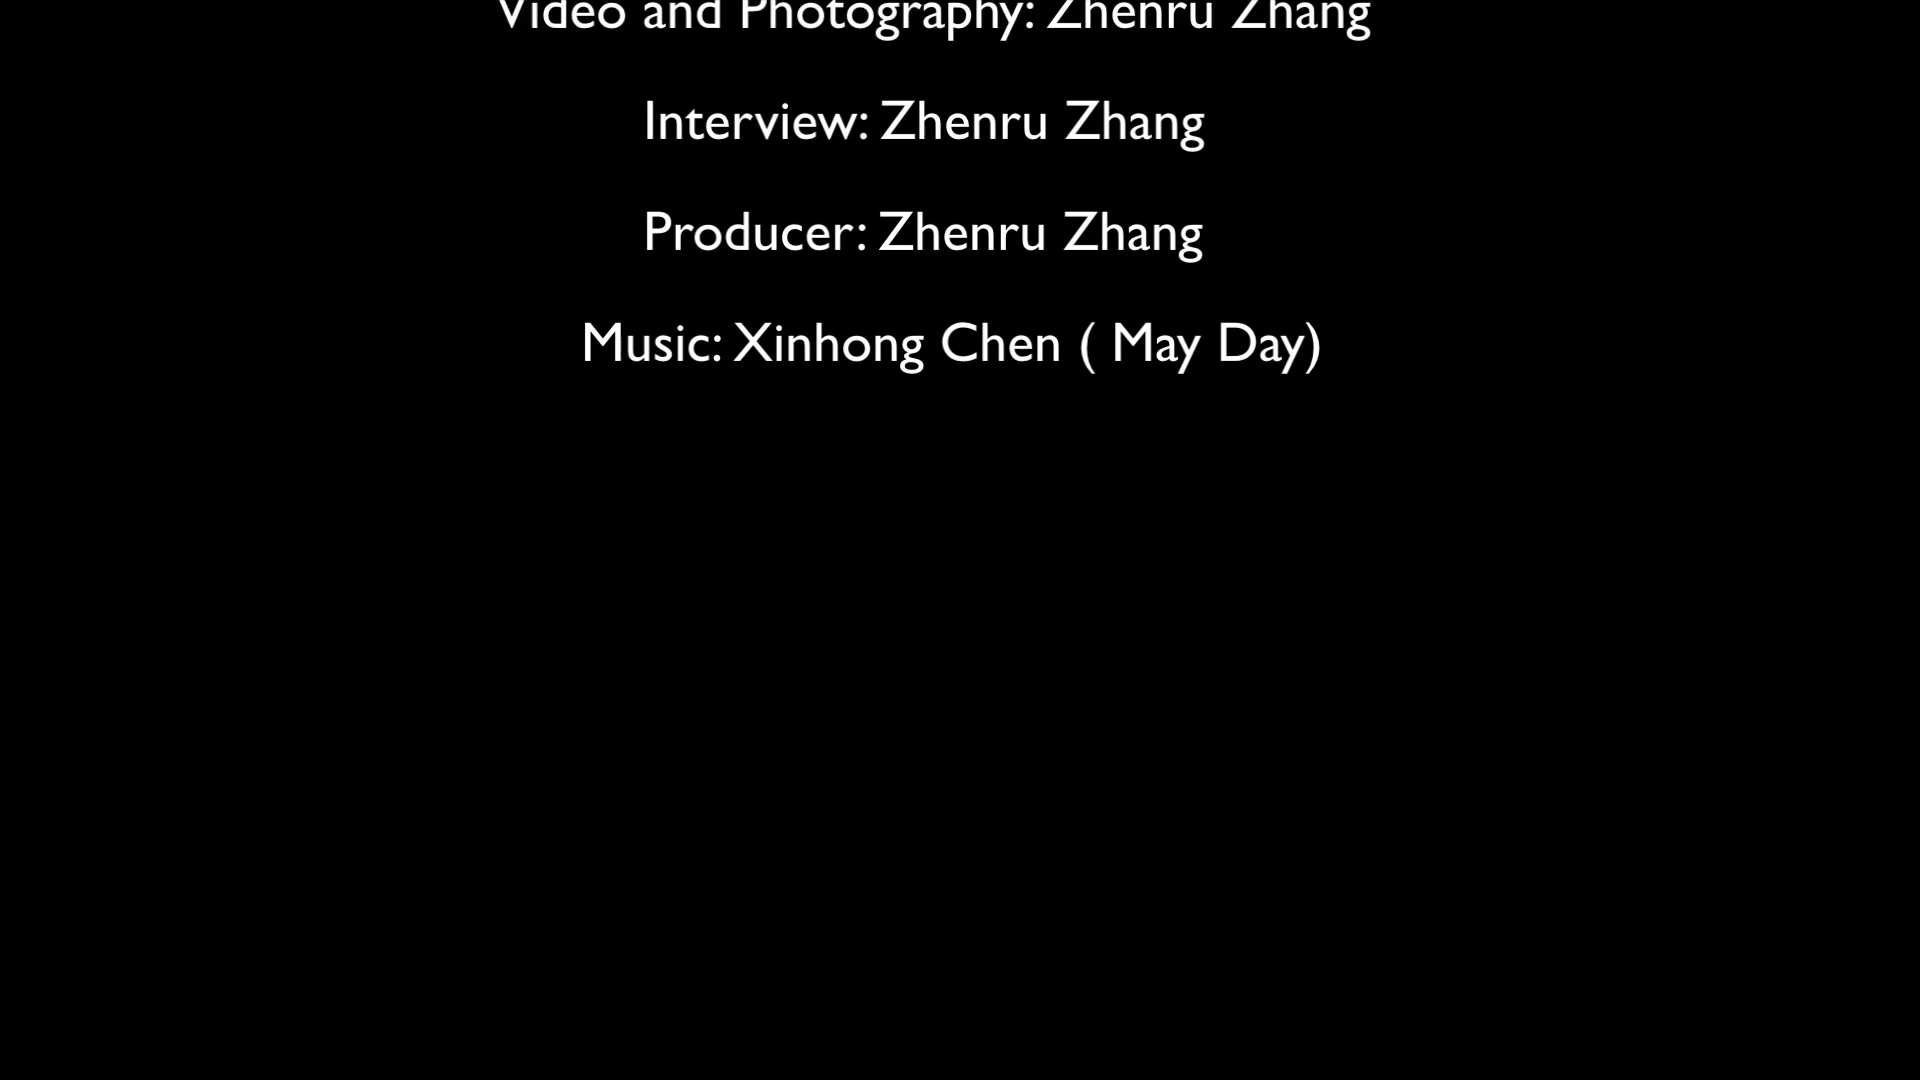 Video and Photography: Zhenru Zhang
Interview: Zhenru Zhang
Producer: Zhenru Zhang
Music: Xinhong Chen ( May Day)